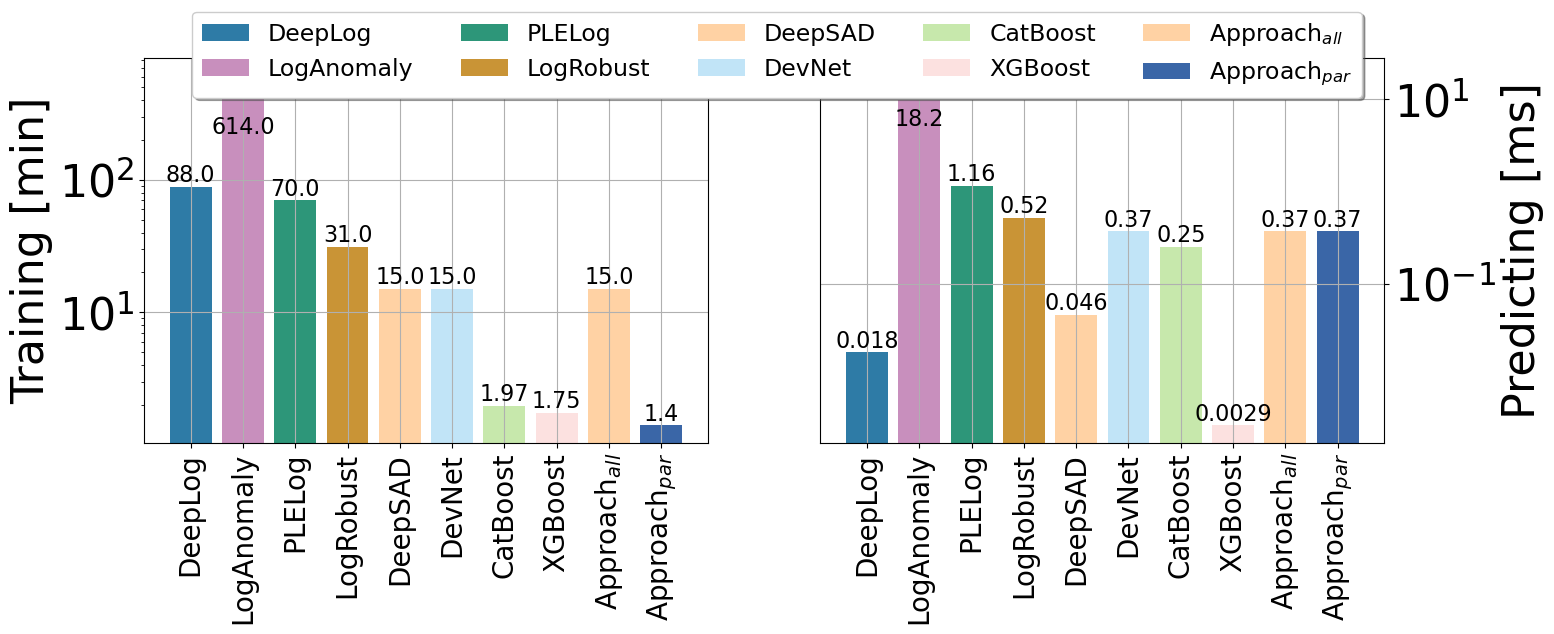 DeepLog
LogAnomaly
PLELog
LogRobust
DeepSAD
DevNet
CatBoost
XGBoost
Approach_all
Approach_par
Training [min]
10^2
10^1
88.0
614.0
70.0
31.0
15.0
15.0
1.97
1.75
15.0
1.4
DeepLog
LogAnomaly
PLELog
LogRobust
DeepSAD
DevNet
CatBoost
XGBoost
Approach_all
Approach_par
0.018
18.2
1.16
0.52
0.046
0.37
0.25
0.0029
0.37
0.37
DeepLog
LogAnomaly
PLELog
LogRobust
DeepSAD
DevNet
CatBoost
XGBoost
Approach_all
Approach_par
10^1
10^-1
Predicting [ms]